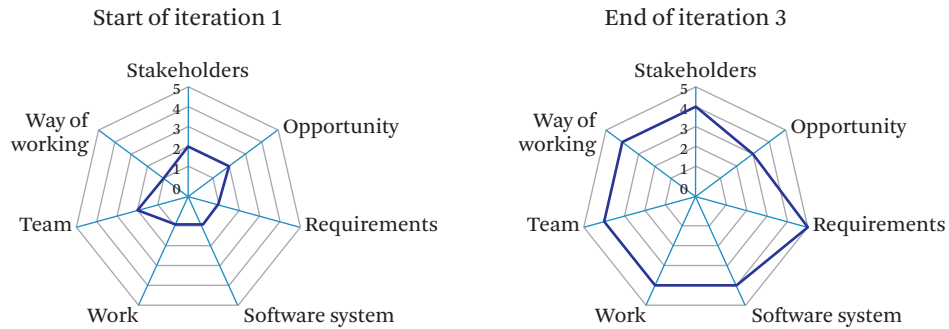 Start of iteration 1
Stakeholders
5
4
3
2
1
0
Opportunity
Requirements
Software system
Work
Team
Way of
working
End of iteration 3
Stakeholders
5
4
3
2
1
0
Opportunity
Requirements
Software system
Work
Team
Way of
working